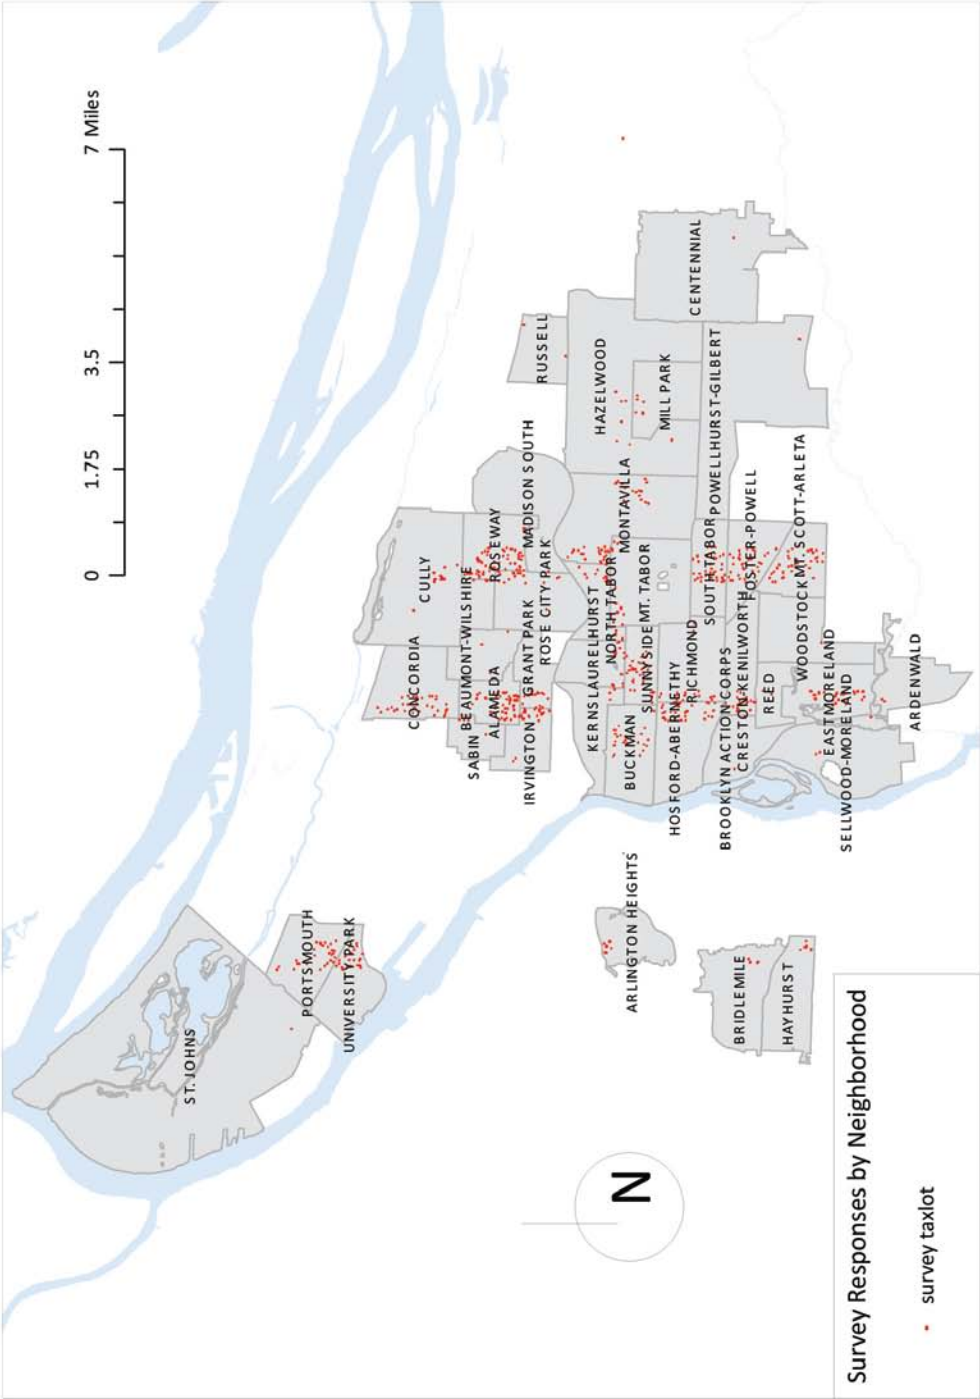 0 1.75 3.5 7 Miles
ST. JOHNS
PORTSMOUTH
UNIVERSITY PARK
CONCORDIA
CULLY
SABIN
BEAUMONT-WILSHIRE
ALAMEDA
ROSEWAY
IRVINGTON
GRANT PARK
MADISON SOUTH
ROSE CITY PARK
RUSSELL
KERNS
LAURELHURST
NORTH TABOR
MONTAVILLA
HAZELWOOD
BUCKMAN
SUNNYSIDE
MT. TABOR
MILL PARK
CENTENNIAL
HOSFORD-ABERNETHY
RICHMOND
SOUTH TABOR
POWELLHURST-GILBERT
BROOKLYN ACTION CORPS
CRESTON-KENILWORTH
FOSTER-POWELL
REED
WOODSTOCK
MT. SCOTT-ARLETA
EASTMORELAND
SELLWOOD-MORELAND
ARDENWALD
ARLINGTON HEIGHTS
BRIDLEMILE
HAYHURST
N
Survey Responses by Neighborhood
survey taxlot